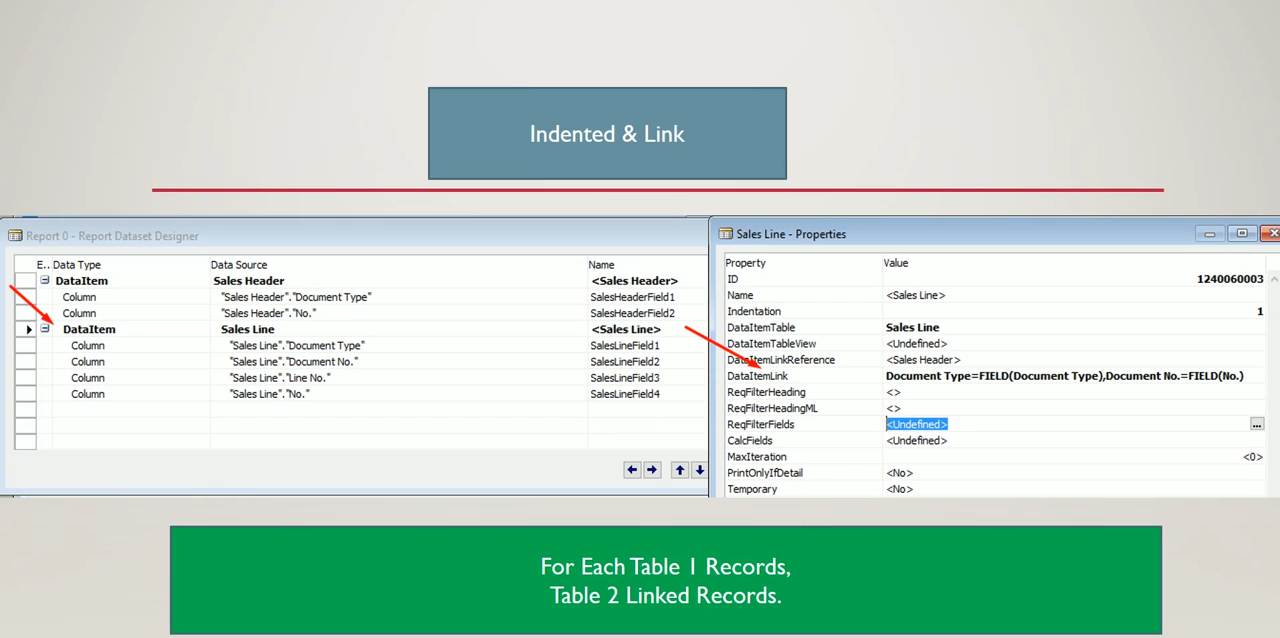 Indented & Link
Report 0 - Report Dataset Designer
E.. Data Type Data Source Name
DataItem Sales Header <Sales Header>
Column "Sales Header"."Document Type" SalesHeaderField1
Column "Sales Header"."No." SalesHeaderField2
DataItem Sales Line <Sales Line>
Column "Sales Line"."Document Type" SalesLineField1
Column "Sales Line"."Document No." SalesLineField2
Column "Sales Line"."Line No." SalesLineField3
Column "Sales Line"."No." SalesLineField4
Sales Line - Properties
Property Value
ID 1240060003
Name <Sales Line>
Indentation 1
DataItemTable Sales Line
DataItemTableView <Undefined>
DataItemLinkReference <Sales Header>
DataItemLink Document Type=FIELD(Document Type),Document No.=FIELD(No.)
ReqFilterHeading <>
ReqFilterHeadingML <>
ReqFilterFields <Undefined> ...
CalcFields <Undefined>
MaxIteration <0>
PrintOnlyIfDetail <No>
Temporary <No>
For Each Table 1 Records,
Table 2 Linked Records.